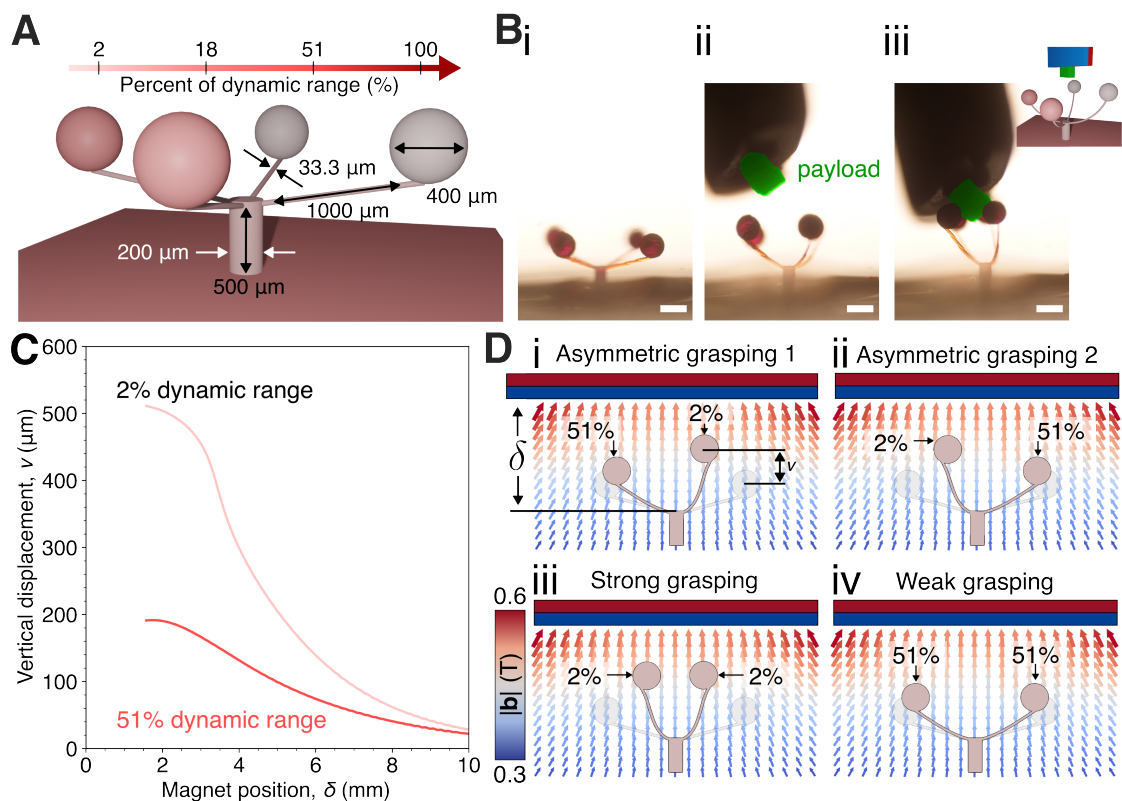 A
2 18 51 100
Percent of dynamic range (%)
33.3 µm
1000 µm
400 µm
200 µm
500 µm
B
i
ii
payload
iii
C
600
500
400
300
200
100
0
Vertical displacement, v (µm)
2% dynamic range
51% dynamic range
0 2 4 6 8 10
Magnet position, δ (mm)
D
i Asymmetric grasping 1
δ
51%
2%
v
ii Asymmetric grasping 2
2%
51%
iii Strong grasping
0.6
|b| (T)
0.3
2%
2%
iv Weak grasping
51%
51%